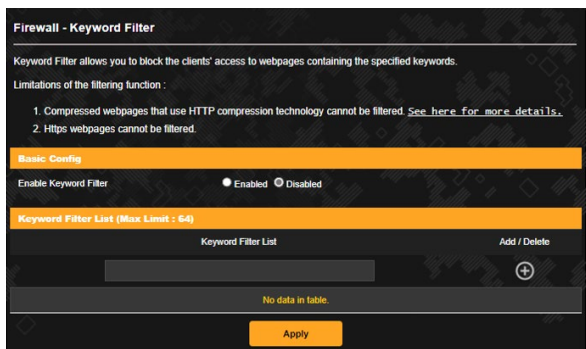 Firewall - Keyword Filter
Keyword Filter allows you to block the clients' access to webpages containing the specified keywords.
Limitations of the filtering function :
1. Compressed webpages that use HTTP compression technology cannot be filtered. See here for more details.
2. Https webpages cannot be filtered.
Basic Config
Enable Keyword Filter Enabled Disabled
Keyword Filter List (Max Limit : 64)
Keyword Filter List Add / Delete
No data in table.
Apply